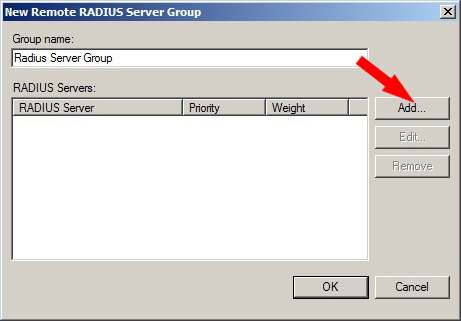 New Remote RADIUS Server Group
Group name:
Radius Server Group
RADIUS Servers:
RADIUS Server Priority Weight
Add...
Edit...
Remove
OK Cancel